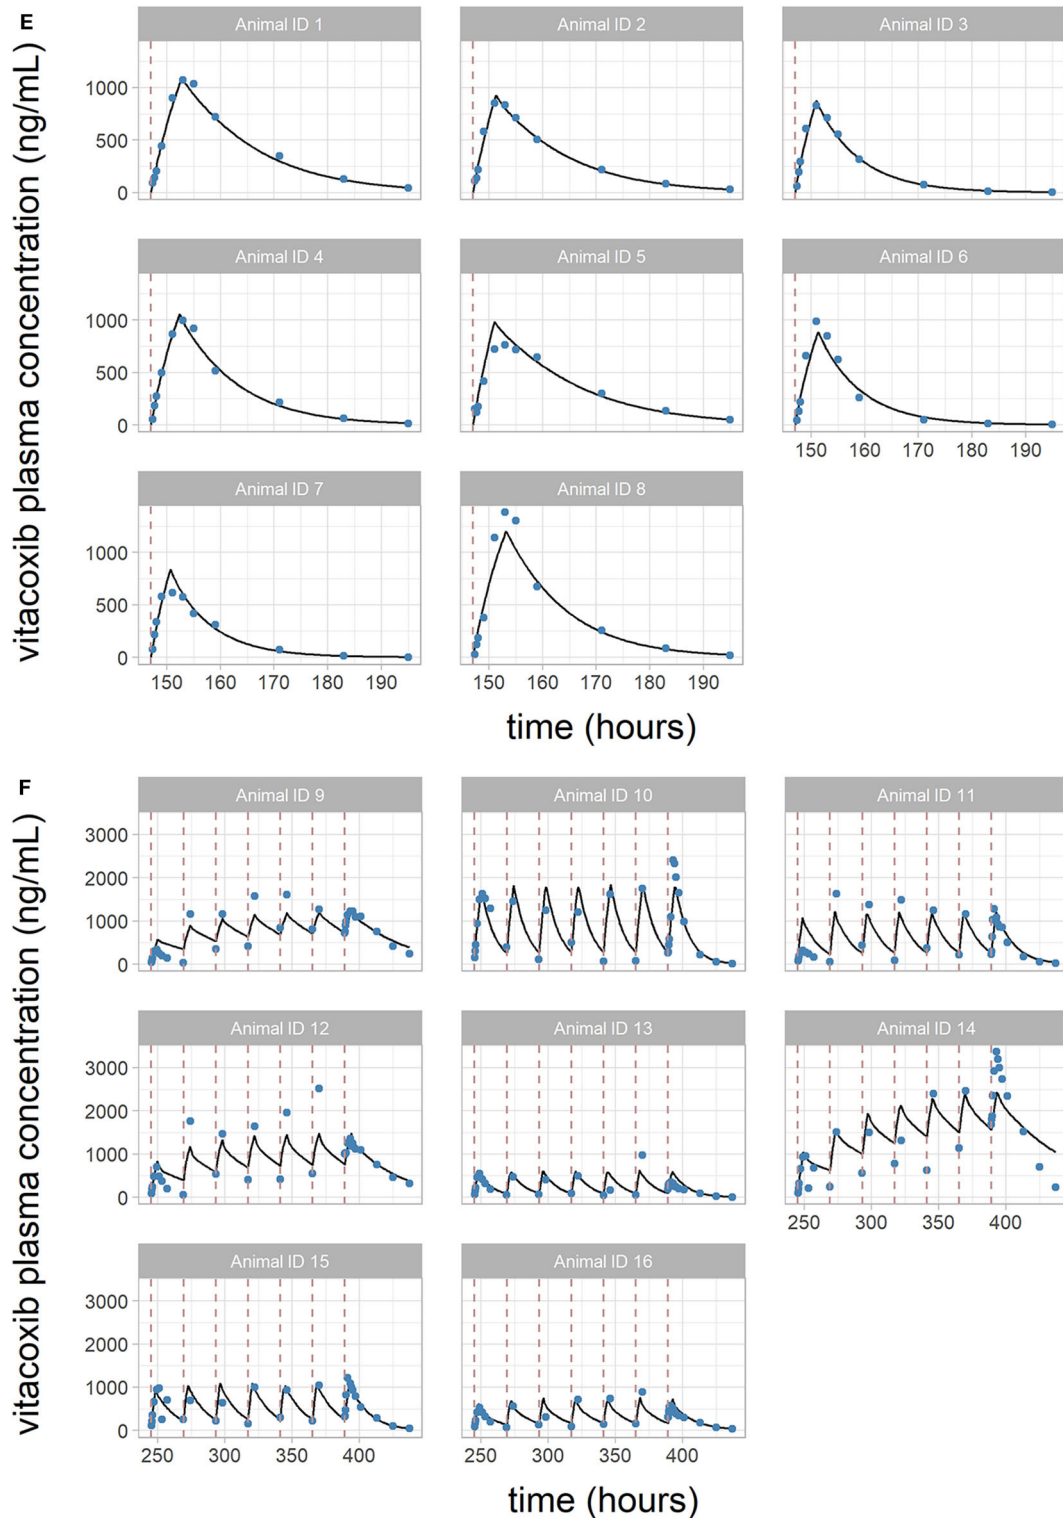 E
Animal ID 1 Animal ID 2 Animal ID 3
1000
500
0
Animal ID 4 Animal ID 5 Animal ID 6
1000
500
0
150 160 170 180 190
Animal ID 7 Animal ID 8
1000
500
0
150 160 170 180 190 150 160 170 180 190
vitacoxib plasma concentration (ng/mL)
time (hours)
F
Animal ID 9 Animal ID 10 Animal ID 11
3000
2000
1000
0
Animal ID 12 Animal ID 13 Animal ID 14
3000
2000
1000
0
250 300 350 400
Animal ID 15 Animal ID 16
3000
2000
1000
0
250 300 350 400 250 300 350 400
vitacoxib plasma concentration (ng/mL)
time (hours)